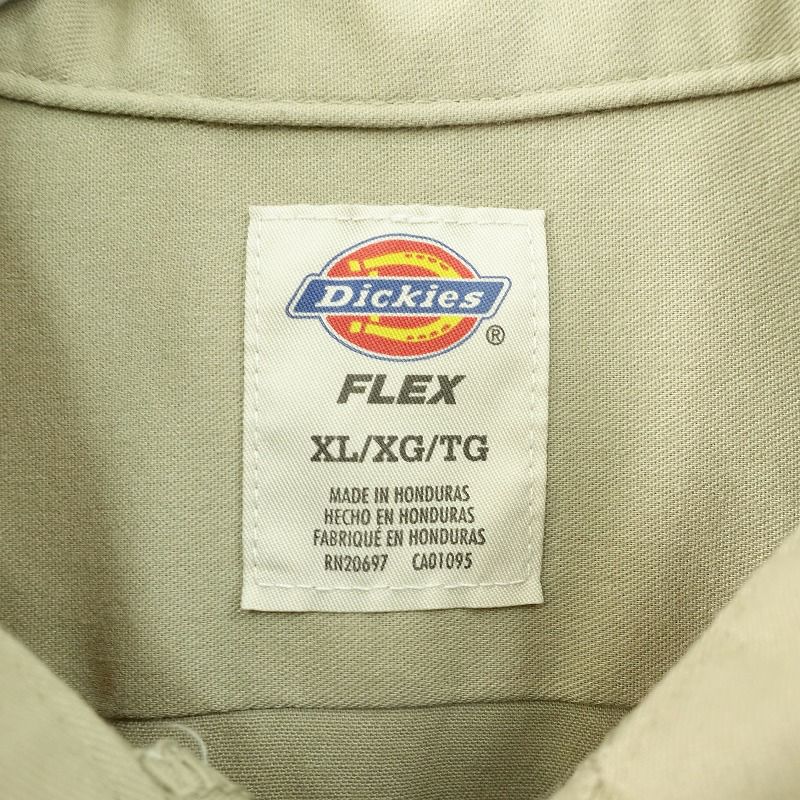 Dickies
®
FLEX
XL/XG/TG
MADE IN HONDURAS
HECHO EN HONDURAS
FABRIQUÉ EN HONDURAS
RN20697 CA01095